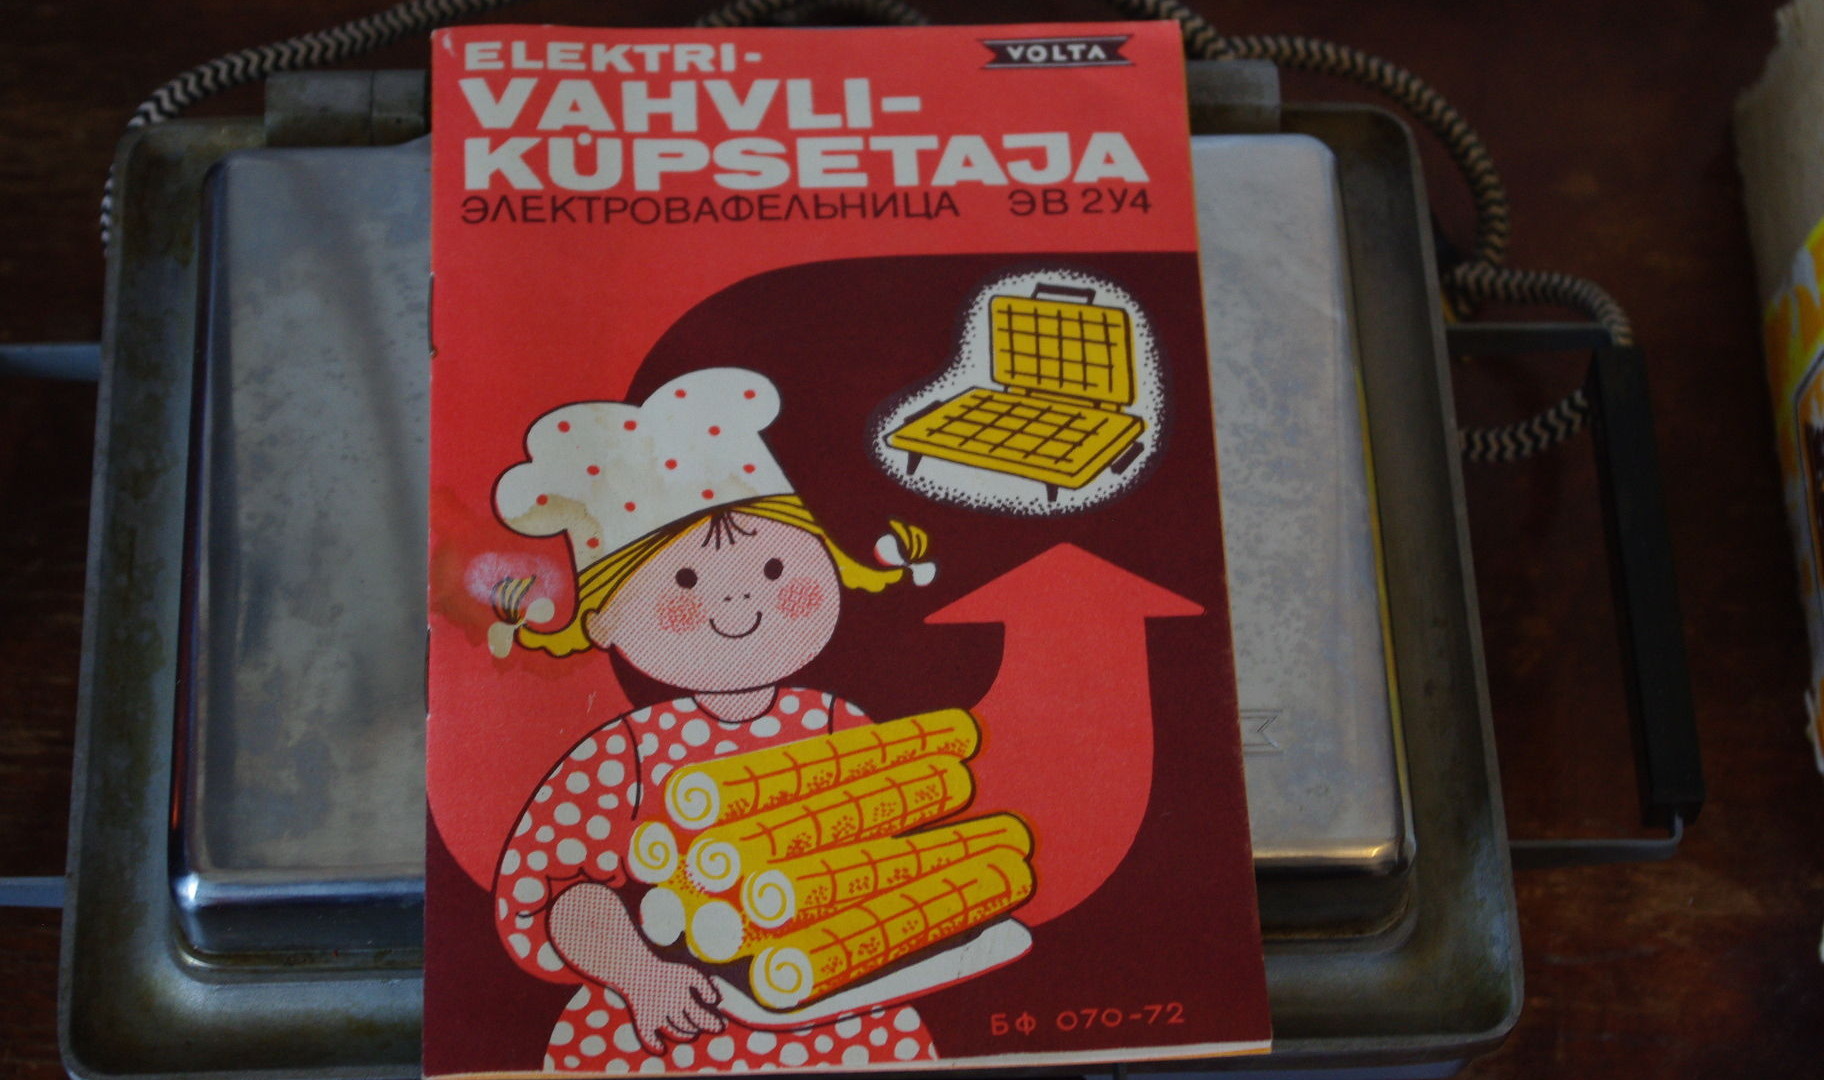 ELEKTRI-
VOLTA
VAHVLI-
KÜPSETAJA
ЭЛЕКТРОВАФЕЛЬНИЦА ЭВ 2У4
БФ 070-72